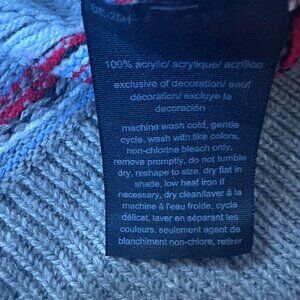 100% acrylic/ acrylique/ acrílico
exclusive of decoration/ sauf
décoration/ excluye la
decoración
machine wash cold, gentle
cycle, wash with like colors,
non-chlorine bleach only,
remove promptly, do not tumble
dry, reshape to size, dry flat in
shade, low heat iron if
necessary, dry clean/laver à la
machine à l'eau froide, cycle
délicat, laver en séparant les
couleurs, seulement agent de
blanchiment non-chlore, retirer